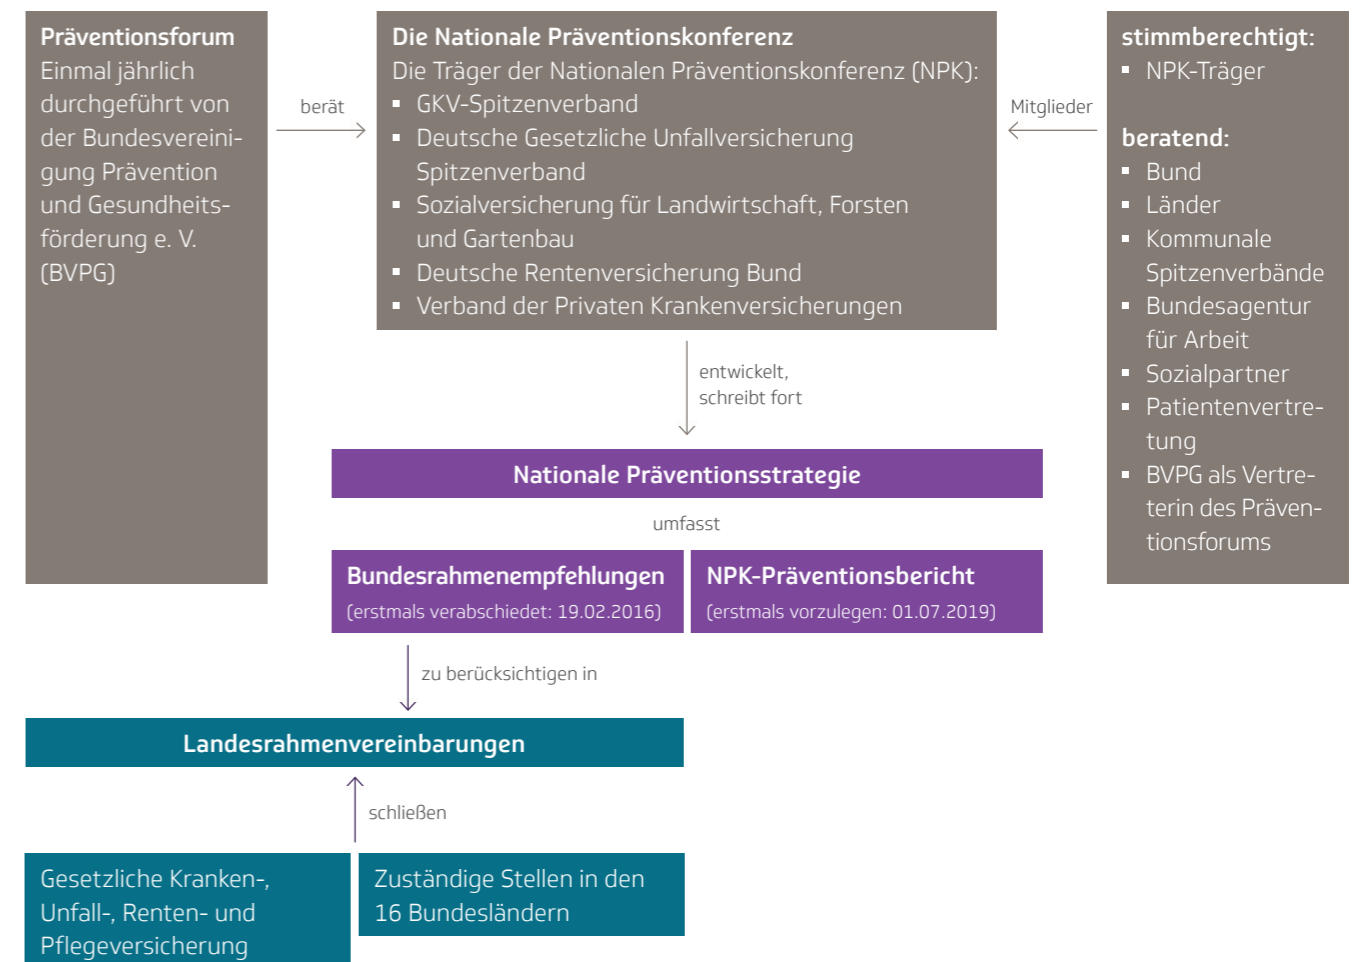 Präventionsforum
Einmal jährlich
durchgeführt von
der Bundesvereini-
gung Prävention
und Gesundheits-
förderung e. V.
(BVPG)
berät
Die Nationale Präventionskonferenz
Die Träger der Nationalen Präventionskonferenz (NPK):
▪ GKV-Spitzenverband
▪ Deutsche Gesetzliche Unfallversicherung
Spitzenverband
▪ Sozialversicherung für Landwirtschaft, Forsten
und Gartenbau
▪ Deutsche Rentenversicherung Bund
▪ Verband der Privaten Krankenversicherungen
Mitglieder
stimmberechtigt:
▪ NPK-Träger
beratend:
▪ Bund
▪ Länder
▪ Kommunale
Spitzenverbände
▪ Bundesagentur
für Arbeit
▪ Sozialpartner
▪ Patientenvertre-
tung
▪ BVPG als Vertre-
terin des Präven-
tionsforums
entwickelt,
schreibt fort
Nationale Präventionsstrategie
umfasst
Bundesrahmenempfehlungen
(erstmals verabschiedet: 19.02.2016)
NPK-Präventionsbericht
(erstmals vorzulegen: 01.07.2019)
zu berücksichtigen in
Landesrahmenvereinbarungen
schließen
Gesetzliche Kranken-,
Unfall-, Renten- und
Pflegeversicherung
Zuständige Stellen in den
16 Bundesländern